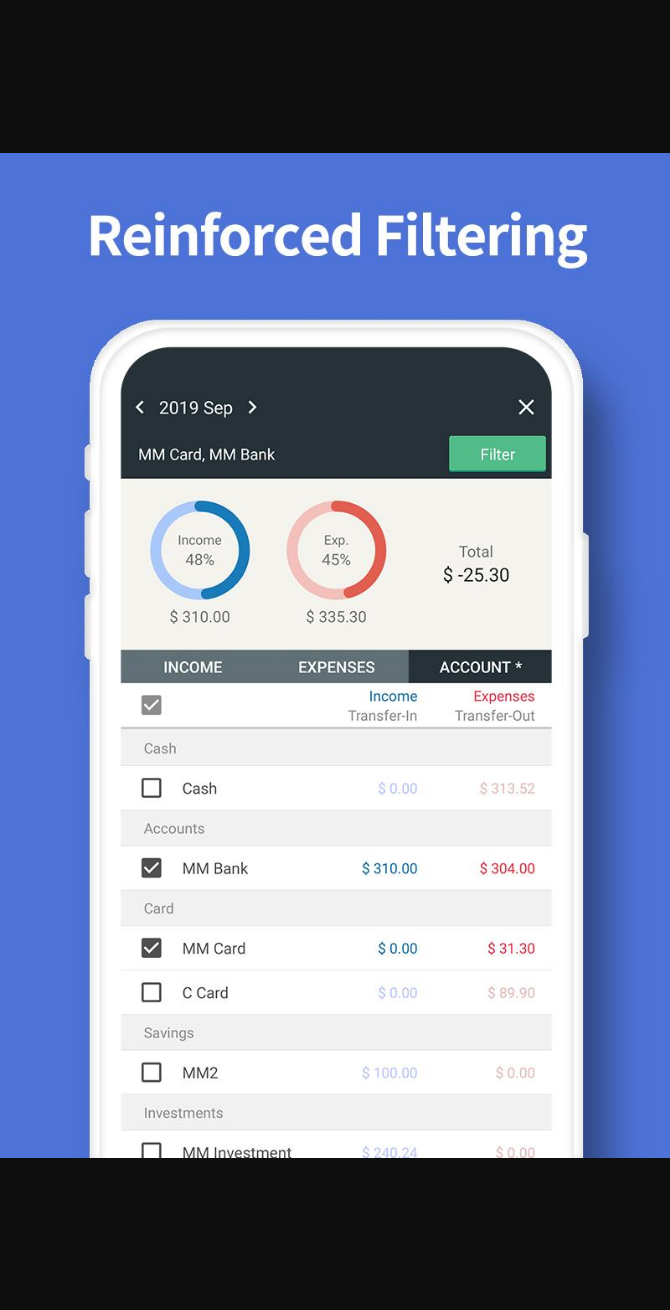 Reinforced Filtering
2019 Sep
MM Card, MM Bank
Filter
Income
48%
$ 310.00
Exp.
45%
$ 335.30
Total
$ -25.30
INCOME EXPENSES ACCOUNT *
Income Expenses
Transfer-In Transfer-Out
Cash
Cash $ 0.00 $ 313.52
Accounts
MM Bank $ 310.00 $ 304.00
Card
MM Card $ 0.00 $ 31.30
C Card $ 0.00 $ 89.90
Savings
MM2 $ 100.00 $ 0.00
Investments
MM Investment $ 240.24 $ 0.00